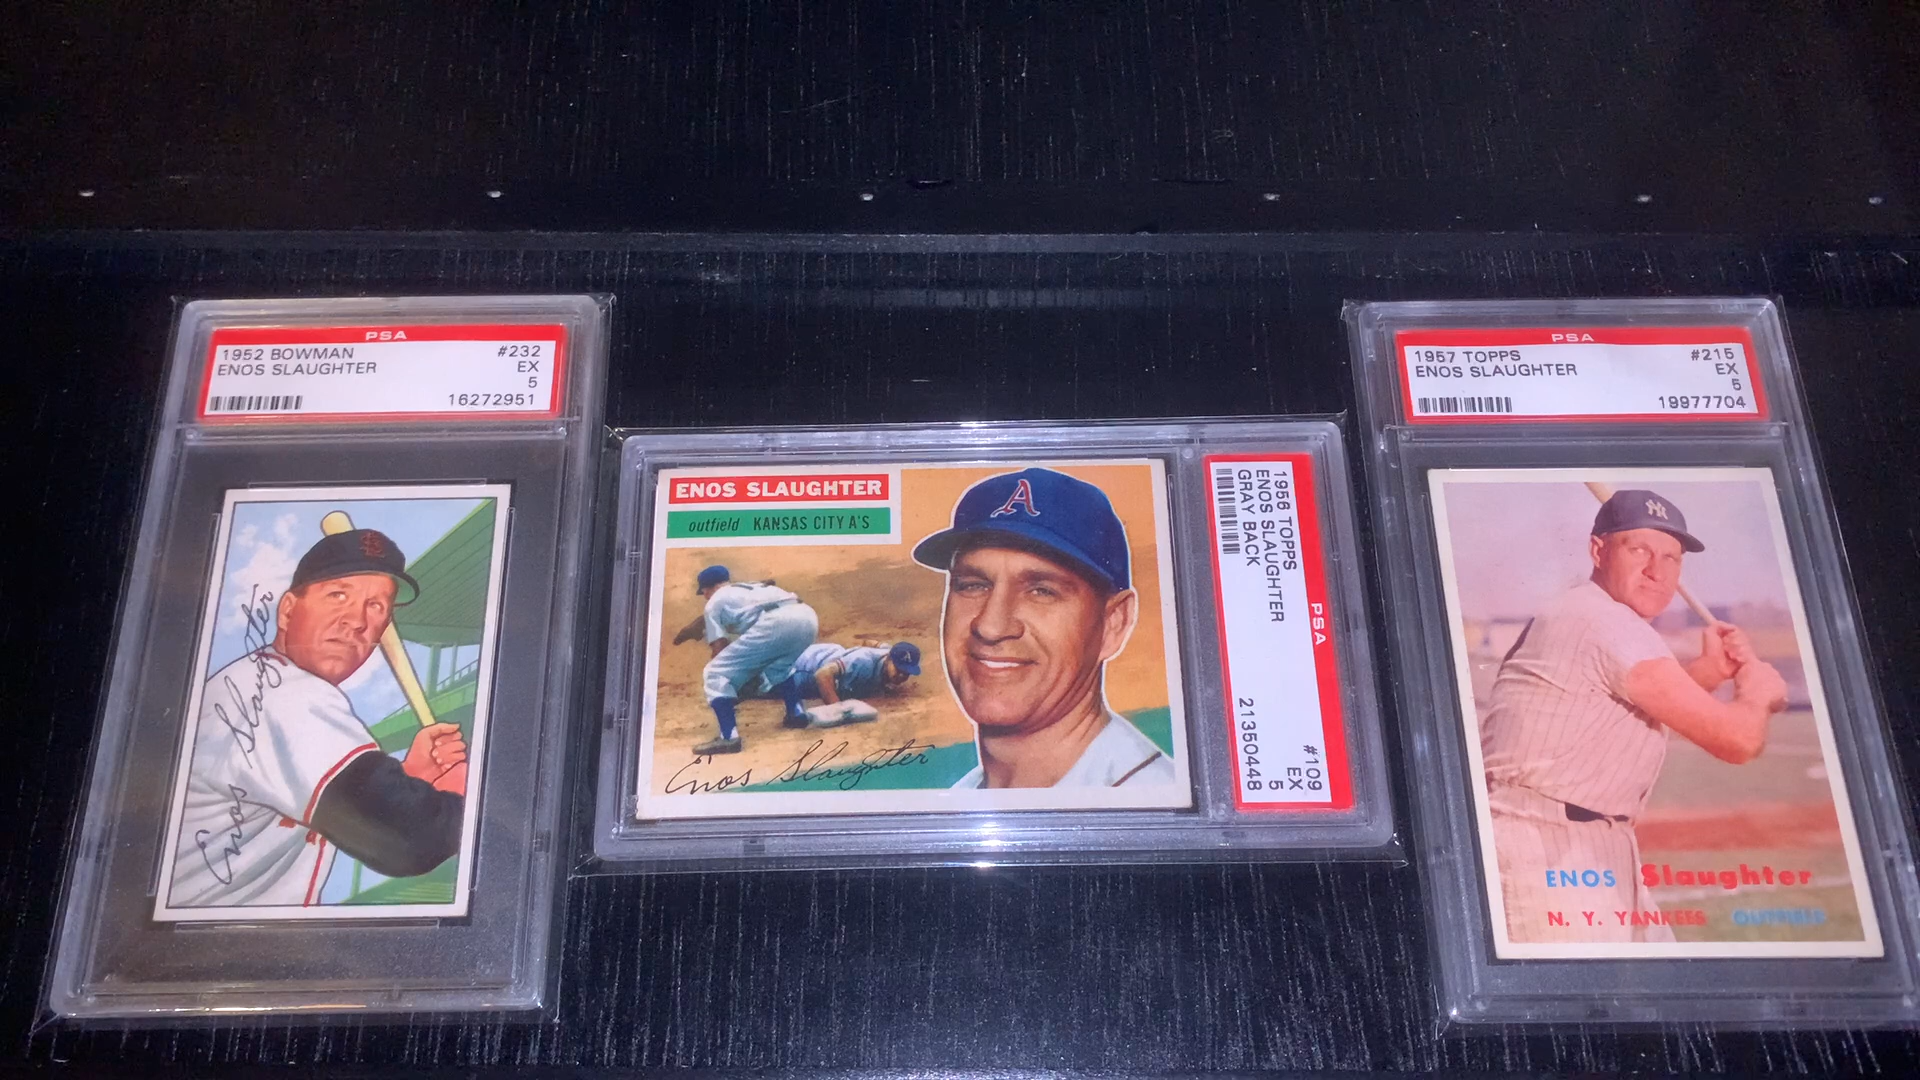 PSA
1952 BOWMAN #232
ENOS SLAUGHTER EX
5
16272951
Enos Slaughter
1956 TOPPS #109
ENOS SLAUGHTER EX
GRAY BACK 5
21350448
PSA
ENOS SLAUGHTER
outfield KANSAS CITY A'S
A
A
Enos Slaughter
PSA
1957 TOPPS #215
ENOS SLAUGHTER EX
5
19977704
NY
ENOS Slaughter
N. Y. YANKEES OUTFIELD